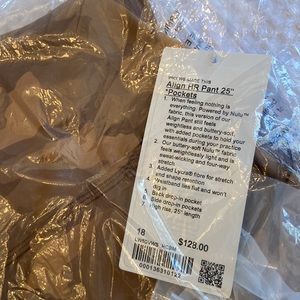 WHY WE MADE THIS
Align HR Pant 25"
*Pockets
When feeling nothing is
everything. Powered by Nulu™
fabric, this version of our
Align Pant still feels
weightless and buttery-soft,
with added pockets to hold your
essentials during your practice
1. Our buttery-soft Nulu™ fabric
feels weightlessly light and is
sweat-wicking and four-way
stretch
2. Added Lycra® fibre for stretch
and shape retention
Waistband lies flat and won't
dig in
Back drop-in pocket
Side drop-in pockets
High rise, 25" length
18
$128.00